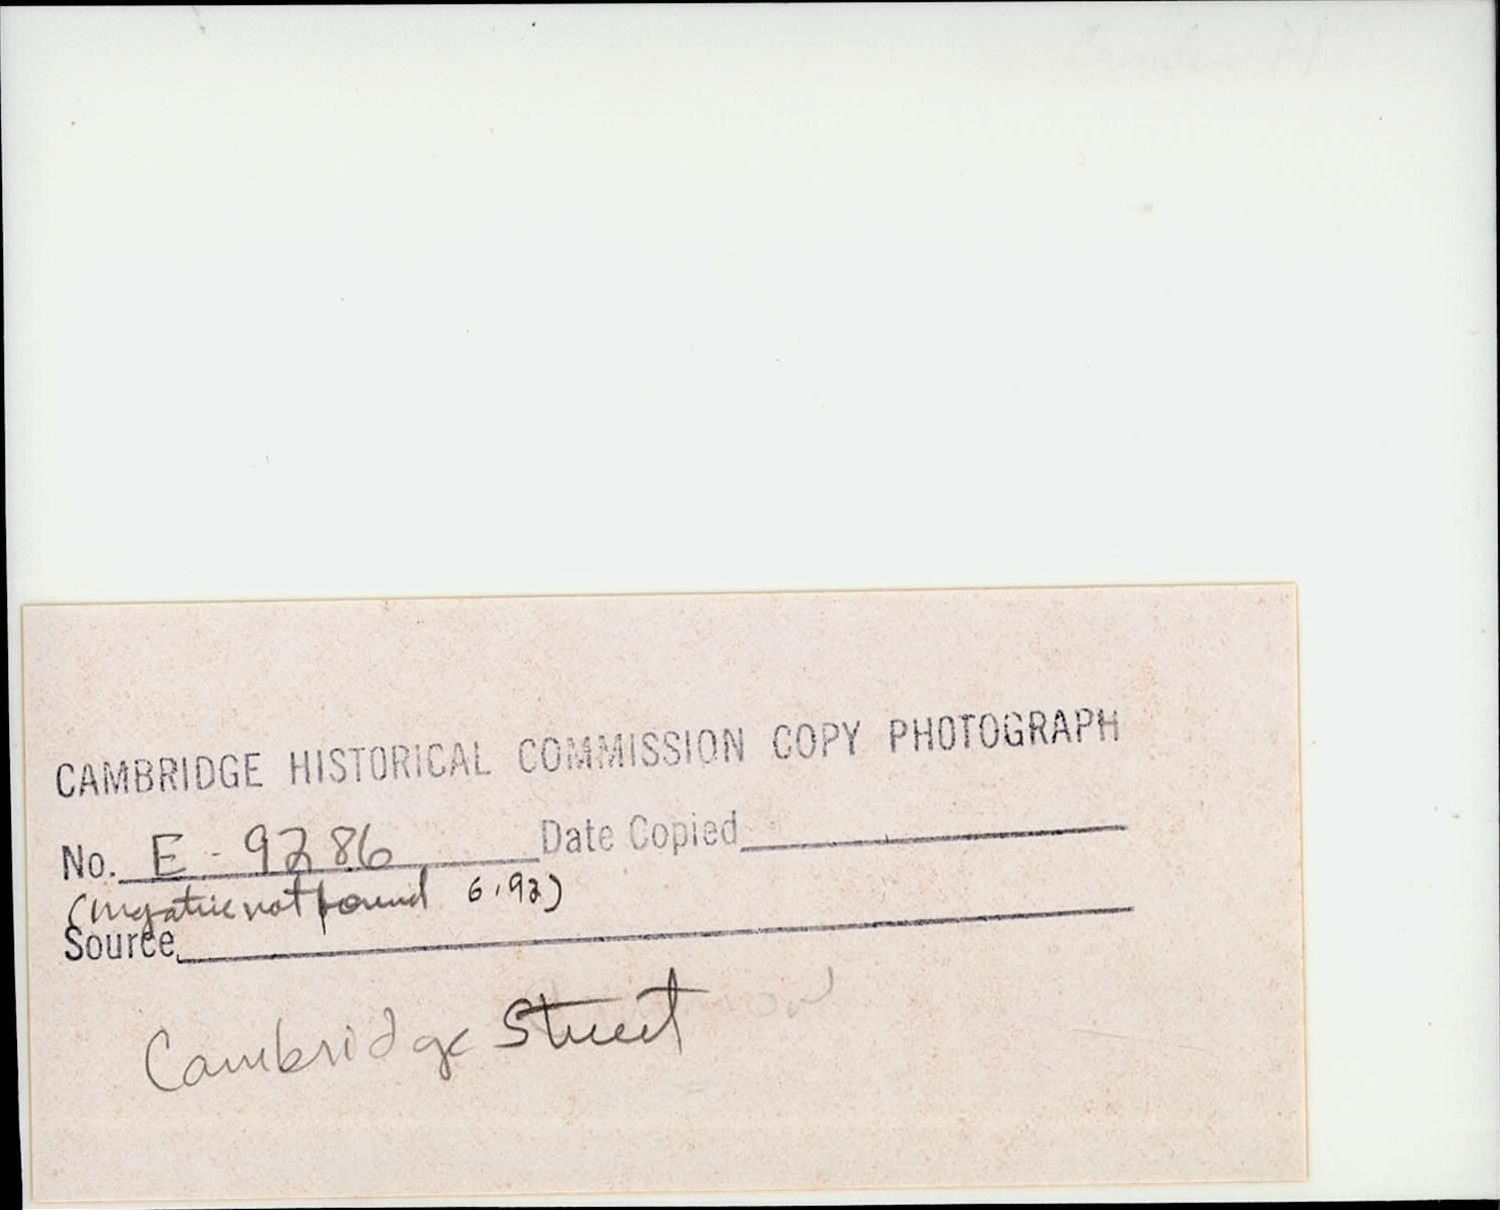 CAMBRIDGE HISTORICAL COMMISSION COPY PHOTOGRAPH
No. E - 9286 Date Copied
(negative not found 6.92)
Source
Cambridge Street